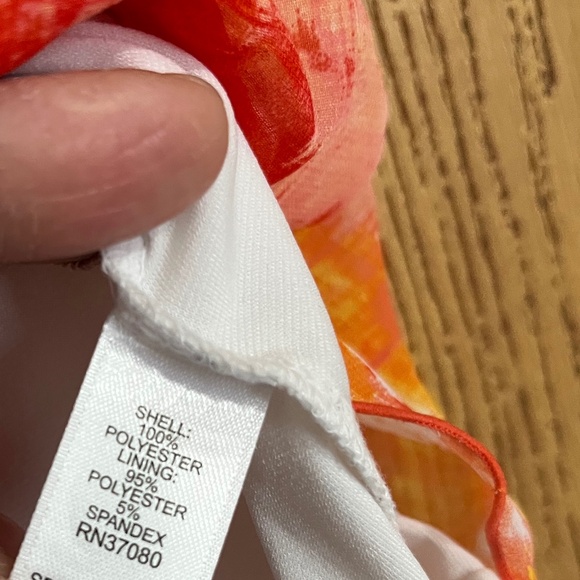 SHELL:
100%
POLYESTER
LINING:
95%
POLYESTER
5%
SPANDEX
RN37080